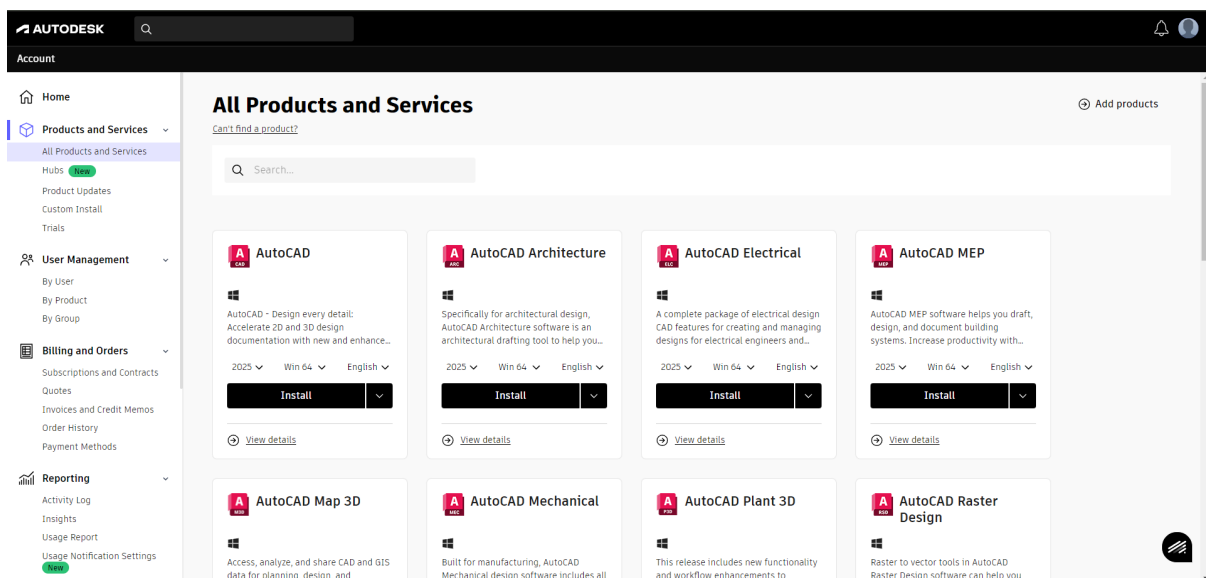 AUTODESK
Account
Home
Products and Services
All Products and Services
Hubs New
Product Updates
Custom Install
Trials
User Management
By User
By Product
By Group
Billing and Orders
Subscriptions and Contracts
Quotes
Invoices and Credit Memos
Order History
Payment Methods
Reporting
Activity Log
Insights
Usage Report
Usage Notification Settings
New
All Products and Services
Add products
Can't find a product?
Search...
A CAD
AutoCAD
AutoCAD - Design every detail:
Accelerate 2D and 3D design
documentation with new and enhance...
2025 Win 64 English
Install
View details
A ARC
AutoCAD Architecture
Specifically for architectural design,
AutoCAD Architecture software is an
architectural drafting tool to help you...
2025 Win 64 English
Install
View details
A ELC
AutoCAD Electrical
A complete package of electrical design
CAD features for creating and managing
designs for electrical engineers and...
2025 Win 64 English
Install
View details
A MEP
AutoCAD MEP
AutoCAD MEP software helps you draft,
design, and document building
systems. Increase productivity with...
2025 Win 64 English
Install
View details
A M3D
AutoCAD Map 3D
Access, analyze, and share CAD and GIS
data for planning, design, and
A MEC
AutoCAD Mechanical
Built for manufacturing, AutoCAD
Mechanical design software includes all
A P3D
AutoCAD Plant 3D
This release includes new functionality
and workflow enhancements to
A RSD
AutoCAD Raster
Design
Raster to vector tools in AutoCAD
Raster Design software can help you